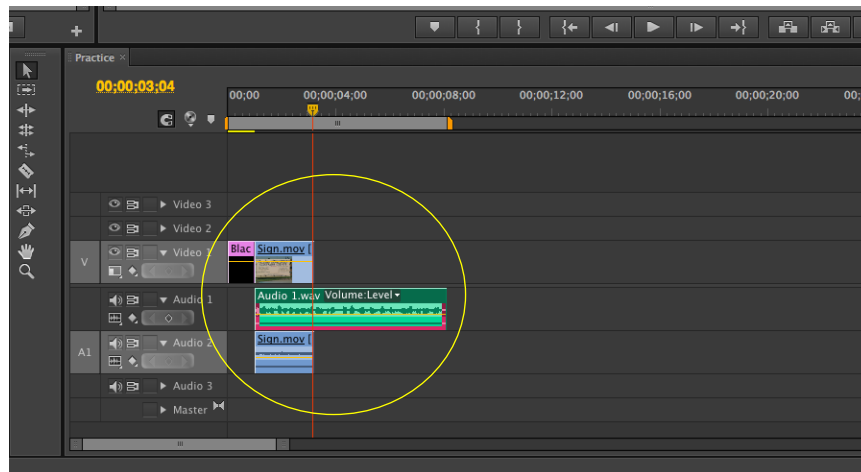 Practice ×
00;00;03;04
00;00 00;00;04;00 00;00;08;00 00;00;12;00 00;00;16;00 00;00;20;00 00;
Video 3
Video 2
V Video 1 Blac Sign.mov [
Audio 1 Audio 1.wav Volume:Level
A1 Audio 2 Sign.mov [
Audio 3
Master